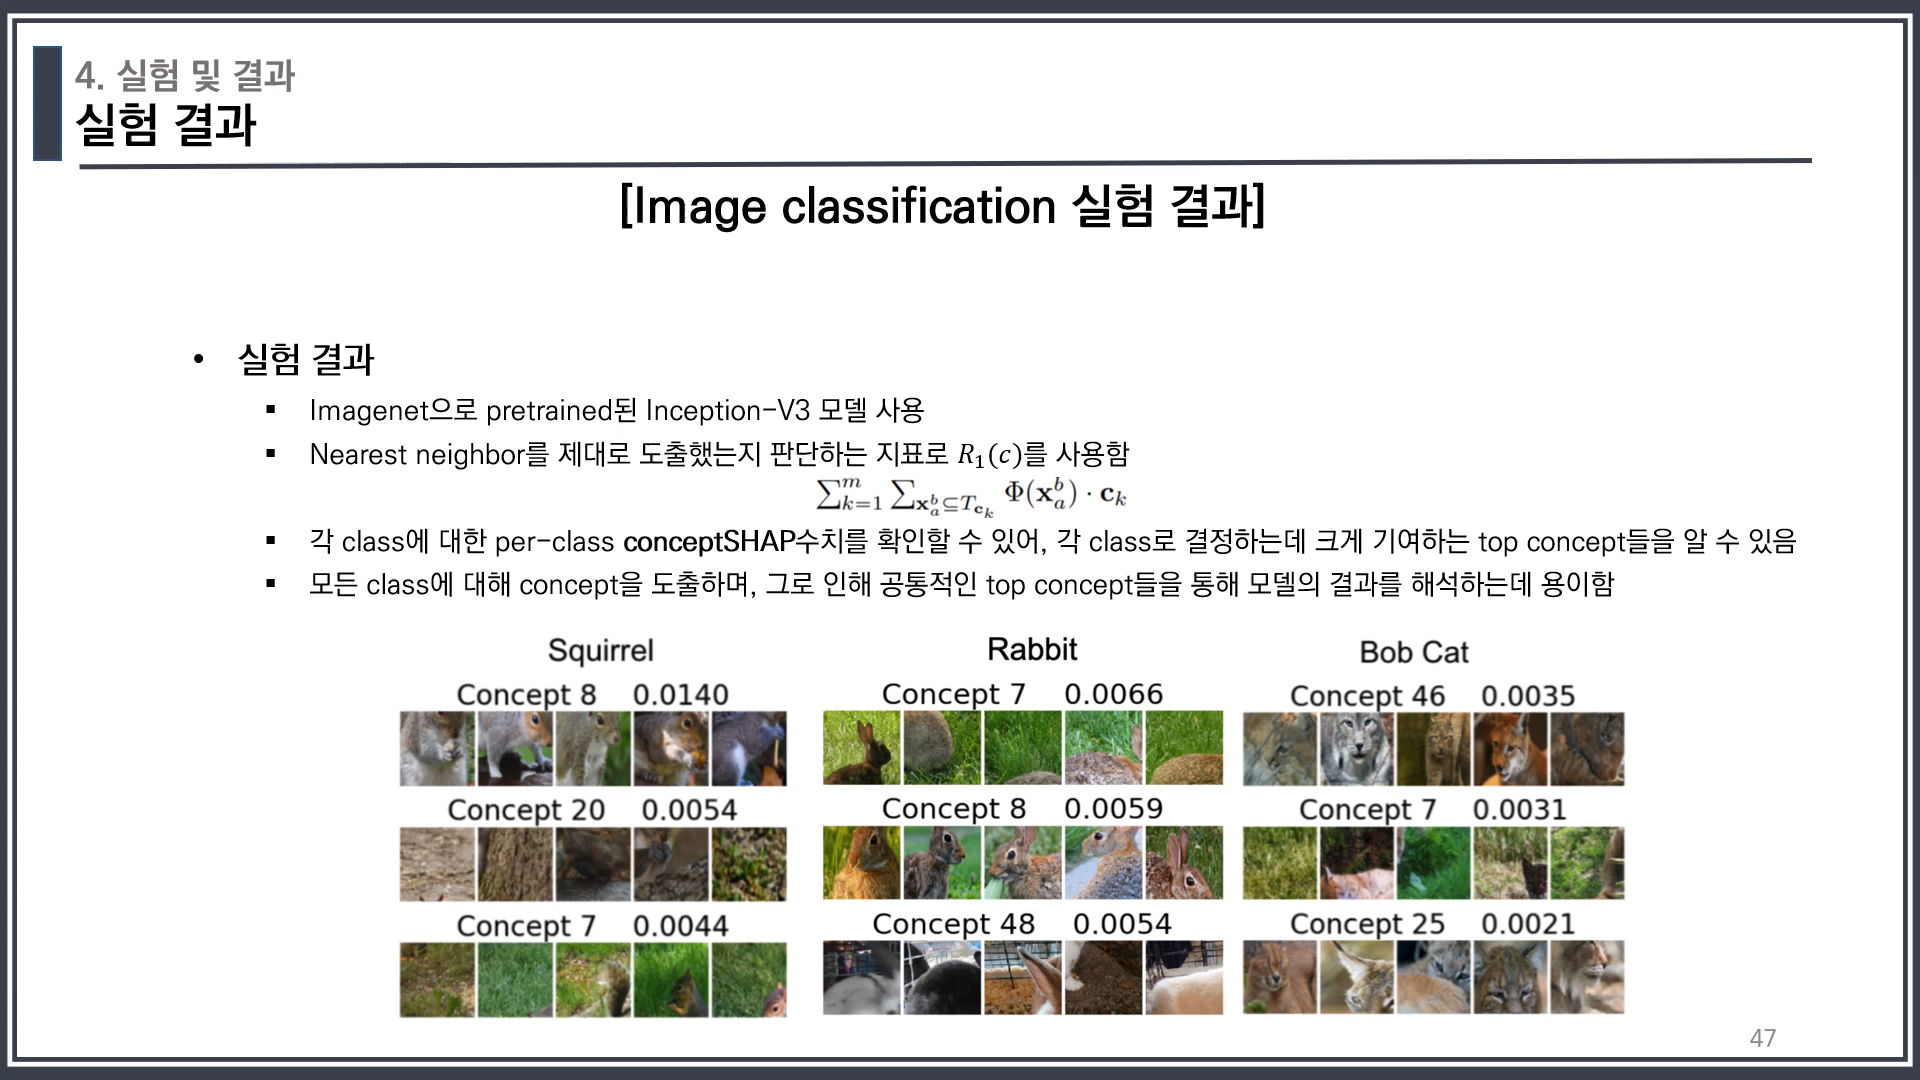 4. 실험 및 결과
실험 결과
[Image classification 실험 결과]
• 실험 결과
▪ Imagenet으로 pretrained된 Inception-V3 모델 사용
▪ Nearest neighbor를 제대로 도출했는지 판단하는 지표로 R₁(c)를 사용함
∑_{k=1}^{m} ∑_{x_a^b ⊆ T_{c_k}} Φ(x_a^b) · c_k
▪ 각 class에 대한 per-class conceptSHAP수치를 확인할 수 있어, 각 class로 결정하는데 크게 기여하는 top concept들을 알 수 있음
▪ 모든 class에 대해 concept을 도출하며, 그로 인해 공통적인 top concept들을 통해 모델의 결과를 해석하는데 용이함
Squirrel
Concept 8 0.0140
Concept 20 0.0054
Concept 7 0.0044
Rabbit
Concept 7 0.0066
Concept 8 0.0059
Concept 48 0.0054
Bob Cat
Concept 46 0.0035
Concept 7 0.0031
Concept 25 0.0021
47